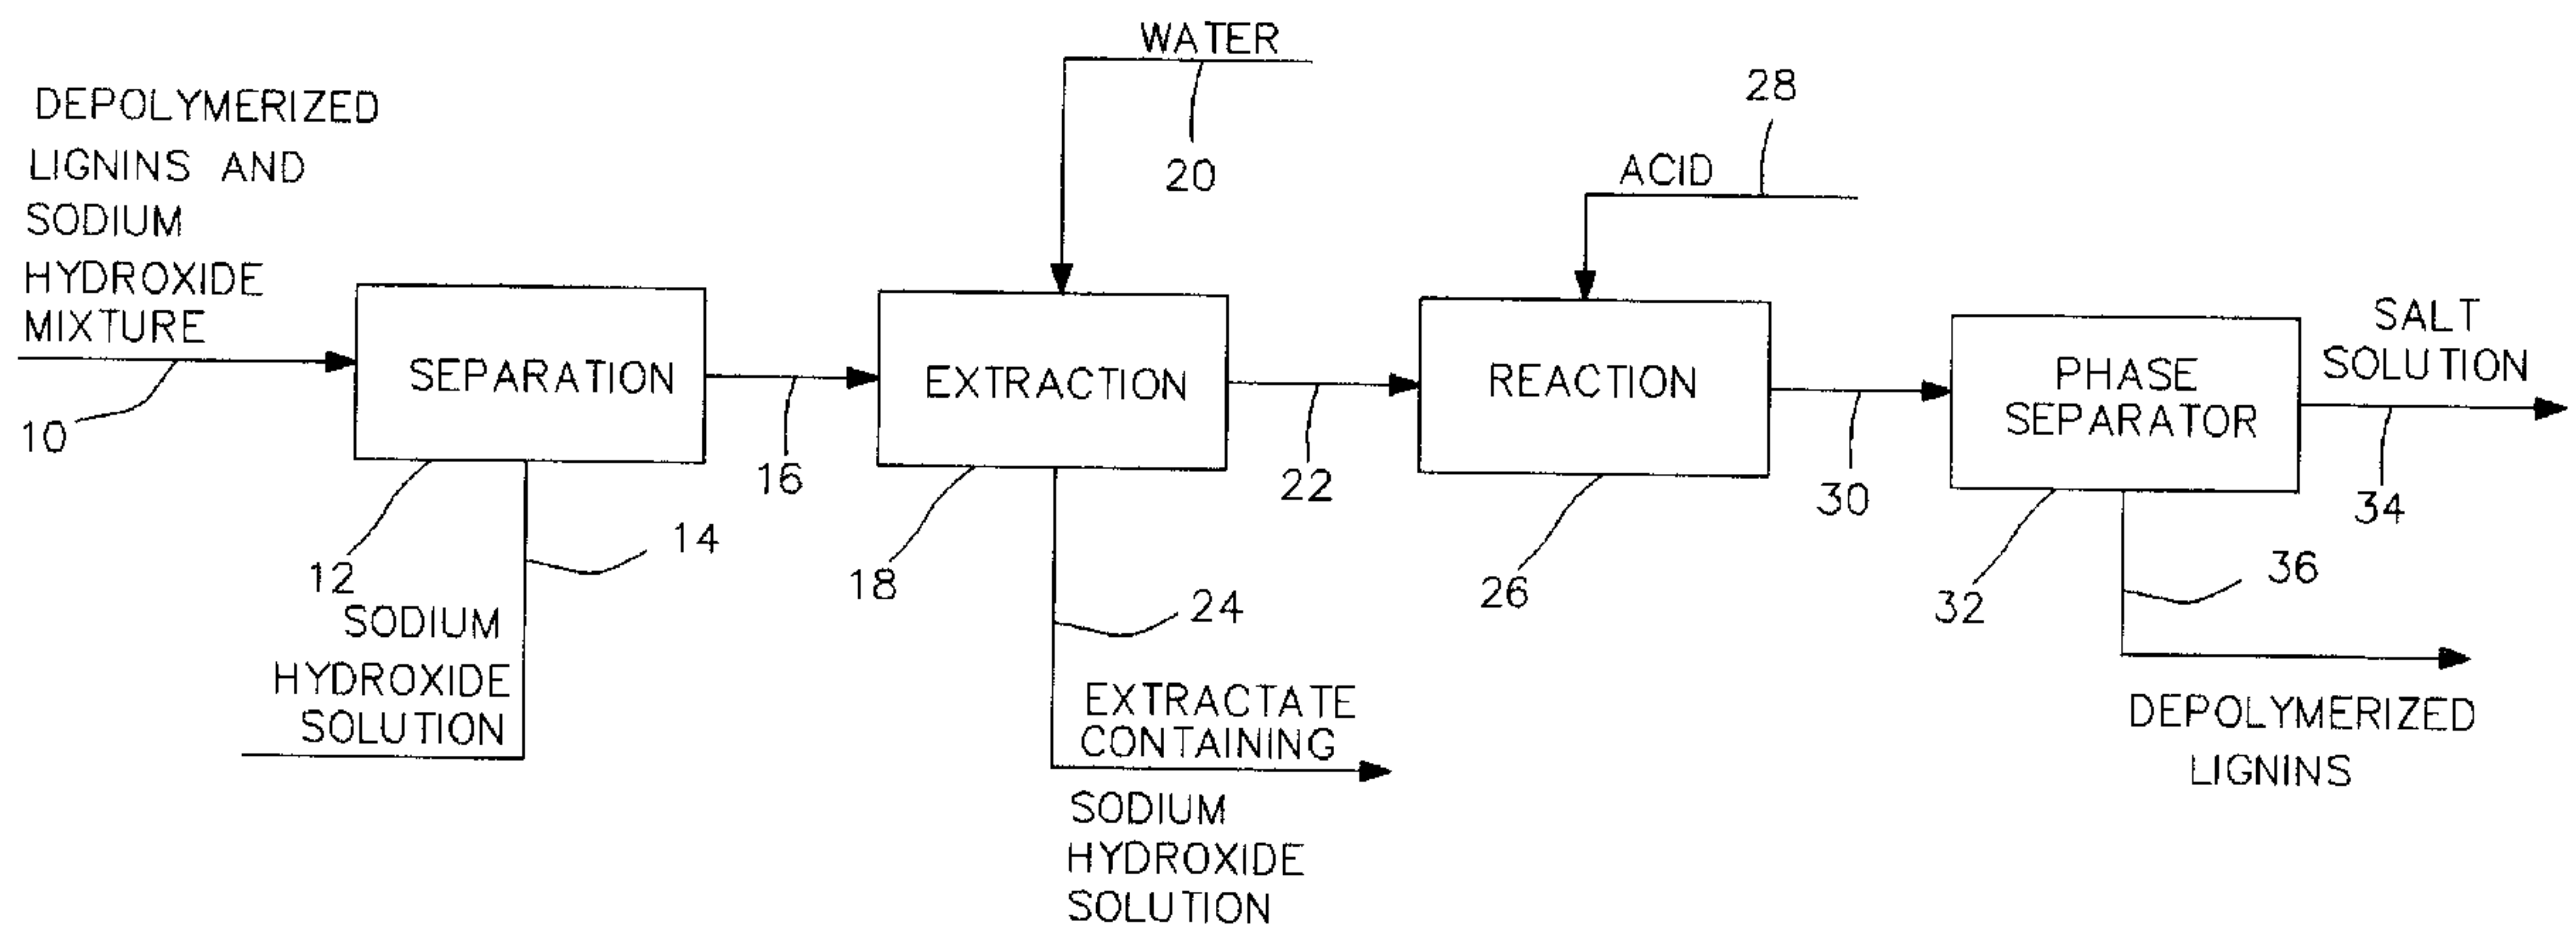 WATER
20
28
ACID
DEPOLYMERIZED
LIGNINS AND
SODIUM
HYDROXIDE
MIXTURE
10
SEPARATION
12
14
SODIUM
HYDROXIDE
SOLUTION
16
EXTRACTION
18
22
24
EXTRACTATE
CONTAINING
SODIUM
HYDROXIDE
SOLUTION
REACTION
26
30
PHASE
SEPARATOR
32
SALT
SOLUTION
34
36
DEPOLYMERIZED
LIGNINS